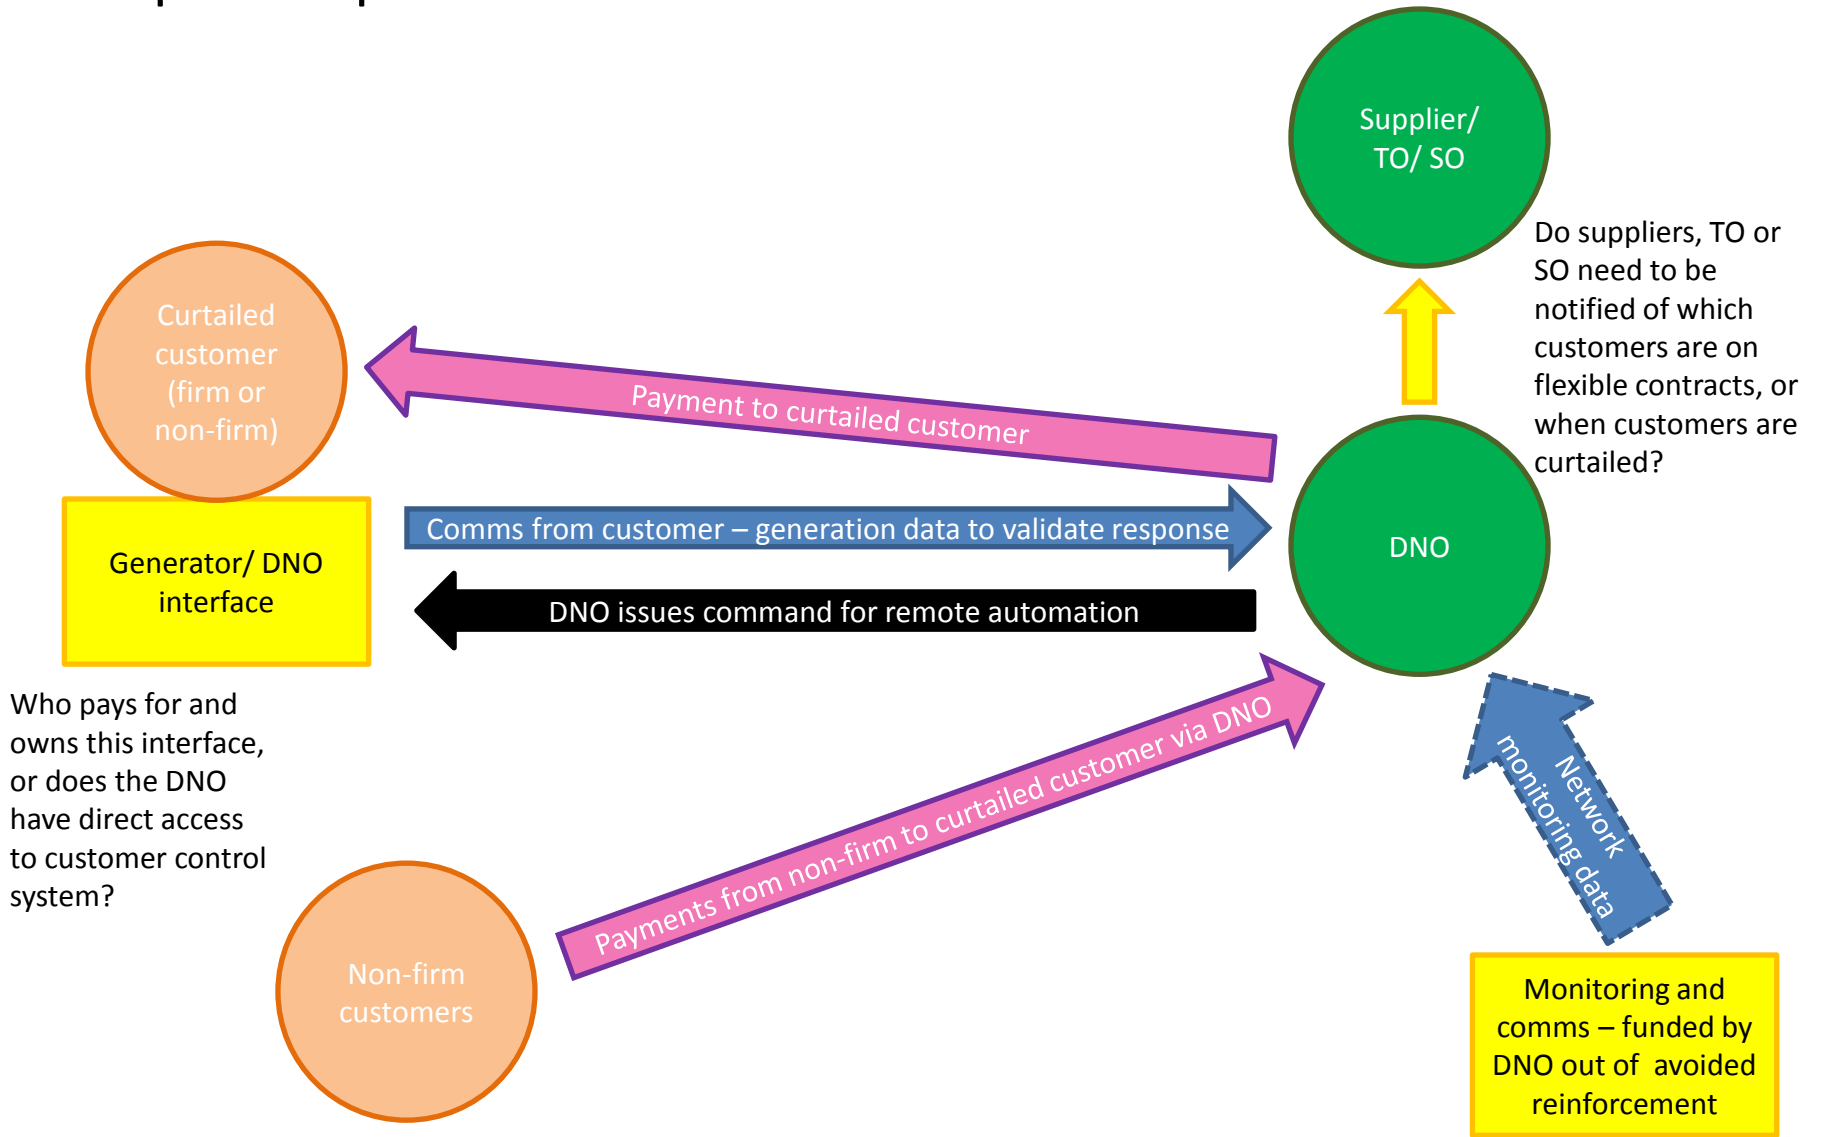 Supplier/
TO/ SO
Do suppliers, TO or
SO need to be
notified of which
customers are on
flexible contracts, or
when customers are
curtailed?
Curtailed
customer
(firm or
non-firm)
Payment to curtailed customer
Comms from customer – generation data to validate response
DNO
Generator/ DNO
interface
DNO issues command for remote automation
Who pays for and
owns this interface,
or does the DNO
have direct access
to customer control
system?
Payments from non-firm to curtailed customer via DNO
Network
monitoring data
Non-firm
customers
Monitoring and
comms – funded by
DNO out of  avoided
reinforcement